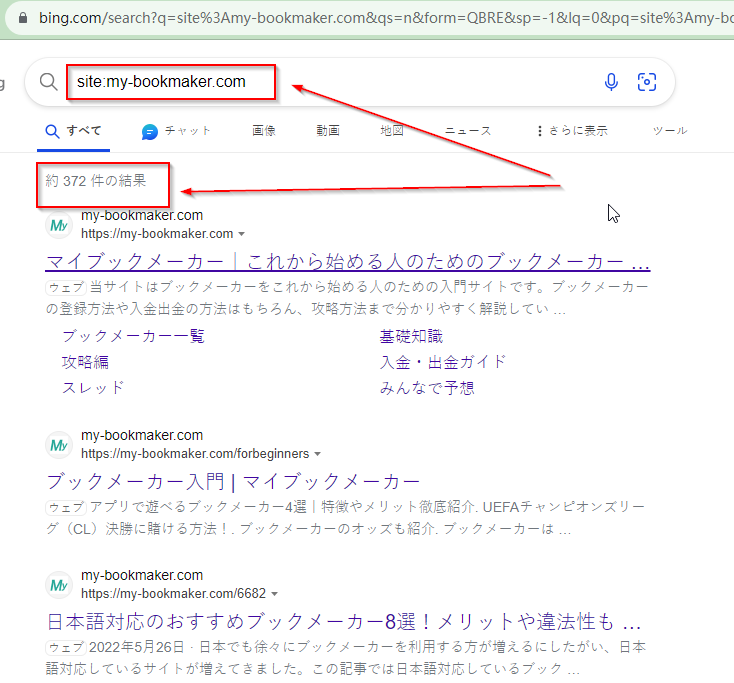 bing.com/search?q=site%3Amy-bookmaker.com&qs=n&form=QBRE&sp=-1&lq=0&pq=site%3Amy-bo
site:my-bookmaker.com
すべて チャット 画像 動画 地図 ニュース さらに表示 ツール
約 372 件の結果
My my-bookmaker.com
https://my-bookmaker.com
マイブックメーカー｜これから始める人のためのブックメーカー ...
ウェブ 当サイトはブックメーカーをこれから始める人のための入門サイトです。ブックメーカー
の登録方法や入金出金の方法はもちろん、攻略方法まで分かりやすく解説してい ...
ブックメーカー一覧 基礎知識
攻略編 入金・出金ガイド
スレッド みんなで予想
My my-bookmaker.com
https://my-bookmaker.com/forbeginners
ブックメーカー入門 | マイブックメーカー
ウェブ アプリで遊べるブックメーカー4選｜特徴やメリット徹底紹介. UEFAチャンピオンズリー
グ（CL）決勝に賭ける方法！. ブックメーカーのオッズも紹介. ブックメーカーは ...
My my-bookmaker.com
https://my-bookmaker.com/6682
日本語対応のおすすめブックメーカー8選！メリットや違法性も ...
ウェブ 2022年5月26日 · 日本でも徐々にブックメーカーを利用する方が増えるにしたがい、日本
語対応しているサイトが増えてきました。この記事では日本語対応しているブック ...